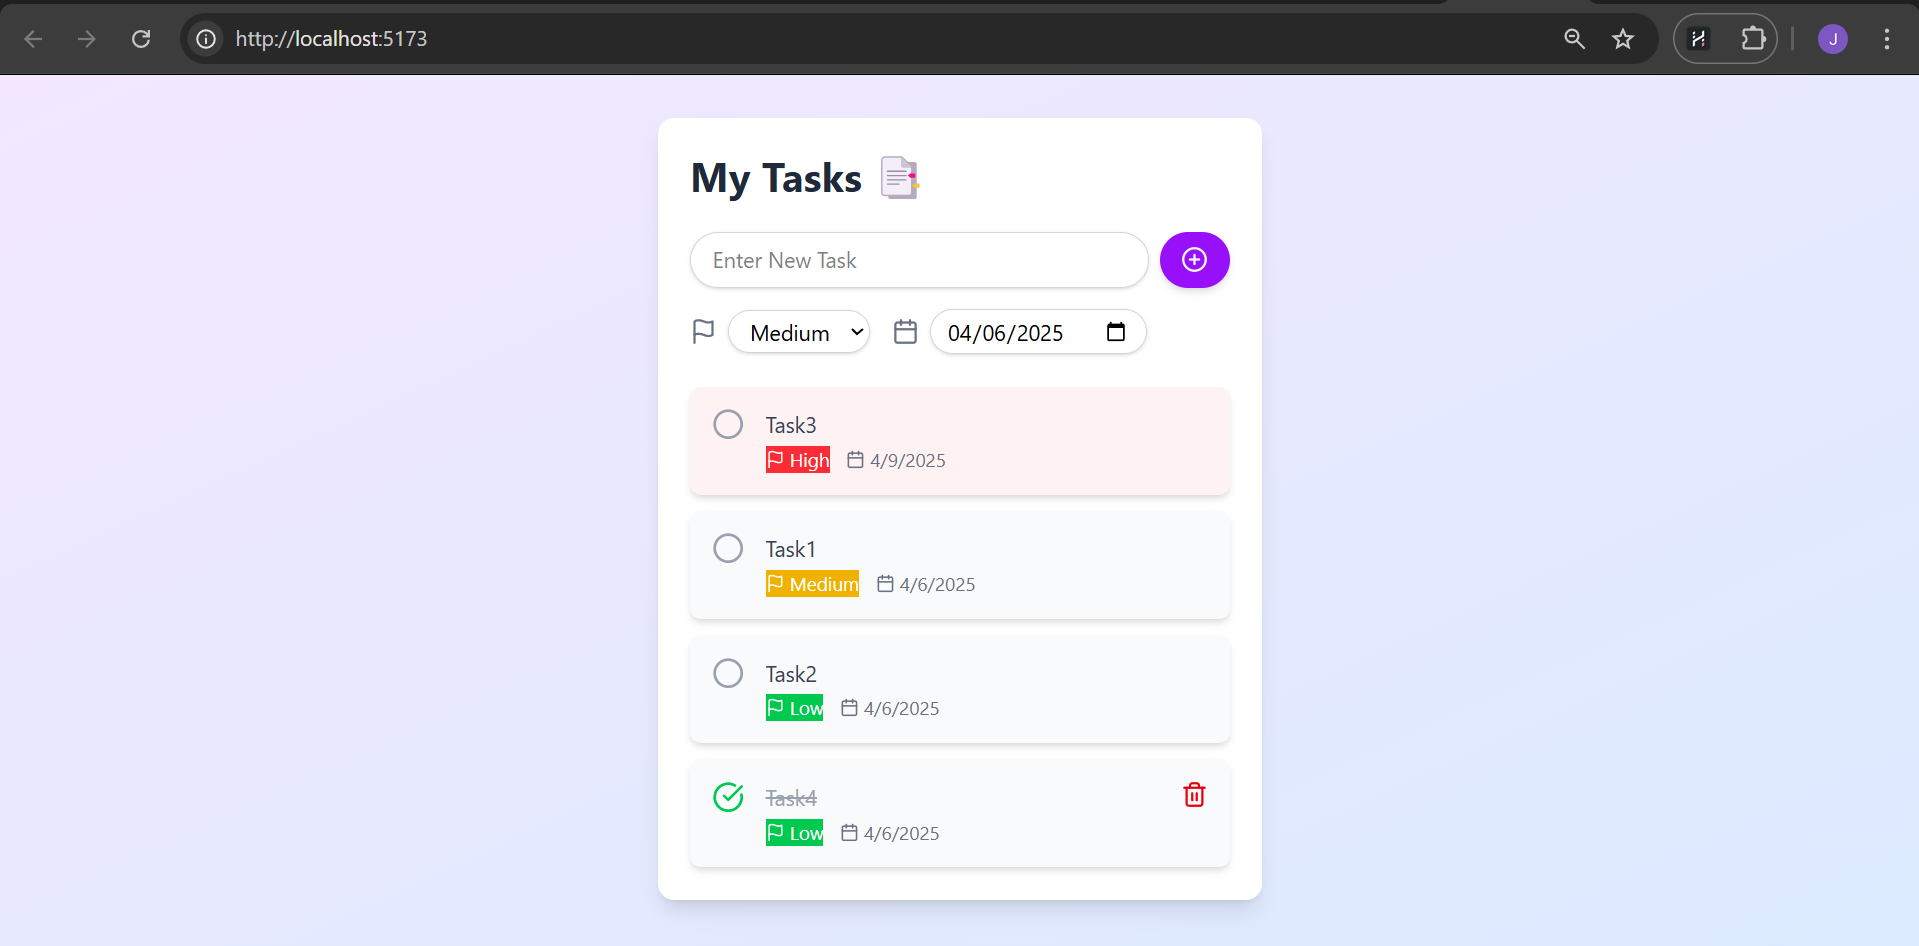 http://localhost:5173
J
My Tasks
Enter New Task
Medium 04/06/2025
Task3
High 4/9/2025
Task1
Medium 4/6/2025
Task2
Low 4/6/2025
Task4
Low 4/6/2025